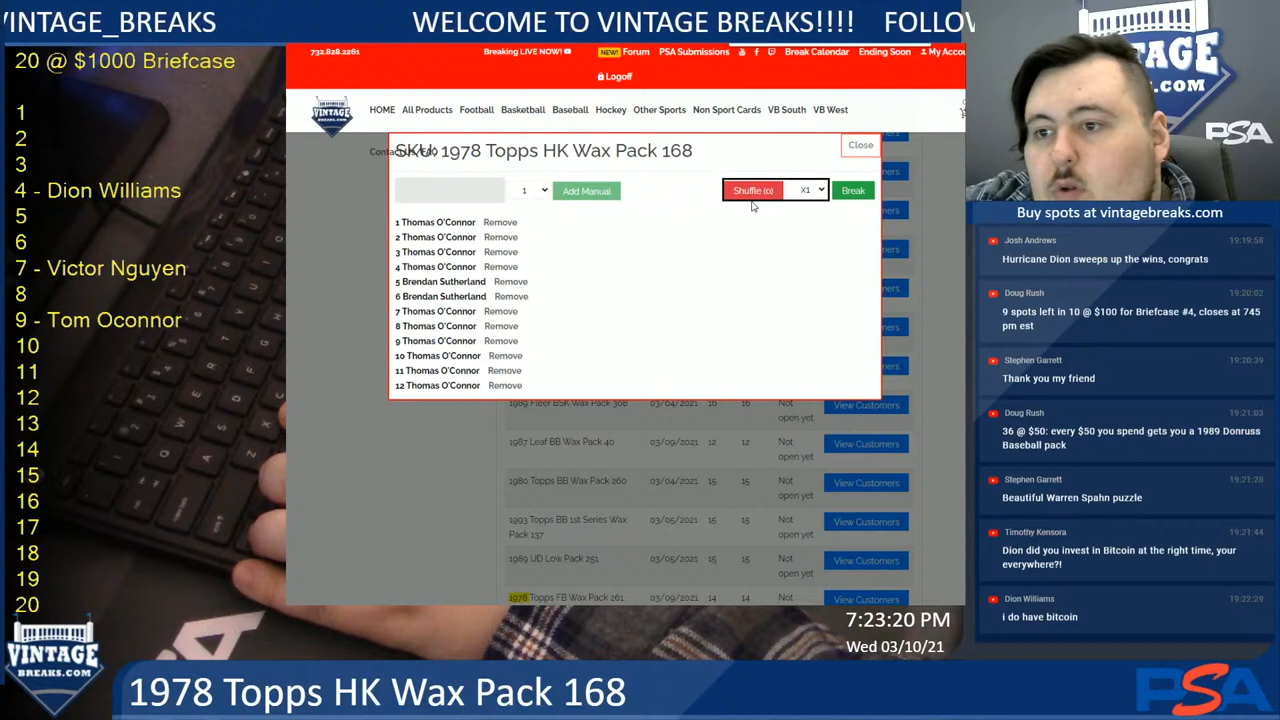 VINTAGE_BREAKS
WELCOME TO VINTAGE BREAKS!!!!
FOLLOV
20 @ $1000 Briefcase
1
2
3
4 - Dion Williams
5
6
7 - Victor Nguyen
8
9 - Tom Oconnor
10
11
12
13
14
15
16
17
18
19
20
732.828.2261
Breaking LIVE NOW!
NEW! Forum
PSA Submissions
Break Calendar
Ending Soon
My Accou
Logoff
VINTAGE
BREAKS.COM
HOME
All Products
Football
Basketball
Baseball
Hockey
Other Sports
Non Sport Cards
VB South
VB West
SKU 1978 Topps HK Wax Pack 168
Close
1
Add Manual
Shuffle (0)
X1
Break
1 Thomas O'Connor Remove
2 Thomas O'Connor Remove
3 Thomas O'Connor Remove
4 Thomas O'Connor Remove
5 Brendan Sutherland Remove
6 Brendan Sutherland Remove
7 Thomas O'Connor Remove
8 Thomas O'Connor Remove
9 Thomas O'Connor Remove
10 Thomas O'Connor Remove
11 Thomas O'Connor Remove
12 Thomas O'Connor Remove
1989 Fleer BSK Wax Pack 308 03/04/2021 16 16 View Customers
open yet
1987 Leaf BB Wax Pack 40 03/09/2021 12 12 Not View Customers
open yet
1980 Topps BB Wax Pack 260 03/04/2021 15 15 Not View Customers
open yet
1993 Topps BB 1st Series Wax 03/05/2021 15 15 Not View Customers
Pack 137 open yet
1989 UD Low Pack 251 03/05/2021 15 15 Not View Customers
open yet
1978 Topps FB Wax Pack 261 03/09/2021 14 14 Not View Customers
VINTAGE
PSA
Buy spots at vintagebreaks.com
Josh Andrews 19:19:58
Hurricane Dion sweeps up the wins, congrats
Doug Rush 19:20:02
9 spots left in 10 @ $100 for Briefcase #4, closes at 745
pm est
Stephen Garrett 19:20:39
Thank you my friend
Doug Rush 19:21:03
36 @ $50: every $50 you spend gets you a 1989 Donruss
Baseball pack
Stephen Garrett 19:21:28
Beautiful Warren Spahn puzzle
Timothy Kensora 19:21:44
Dion did you invest in Bitcoin at the right time, your
everywhere?!
Dion Williams 19:22:29
i do have bitcoin
7:23:20 PM
Wed 03/10/21
VINTAGE
BREAKS.COM
1978 Topps HK Wax Pack 168
PSA